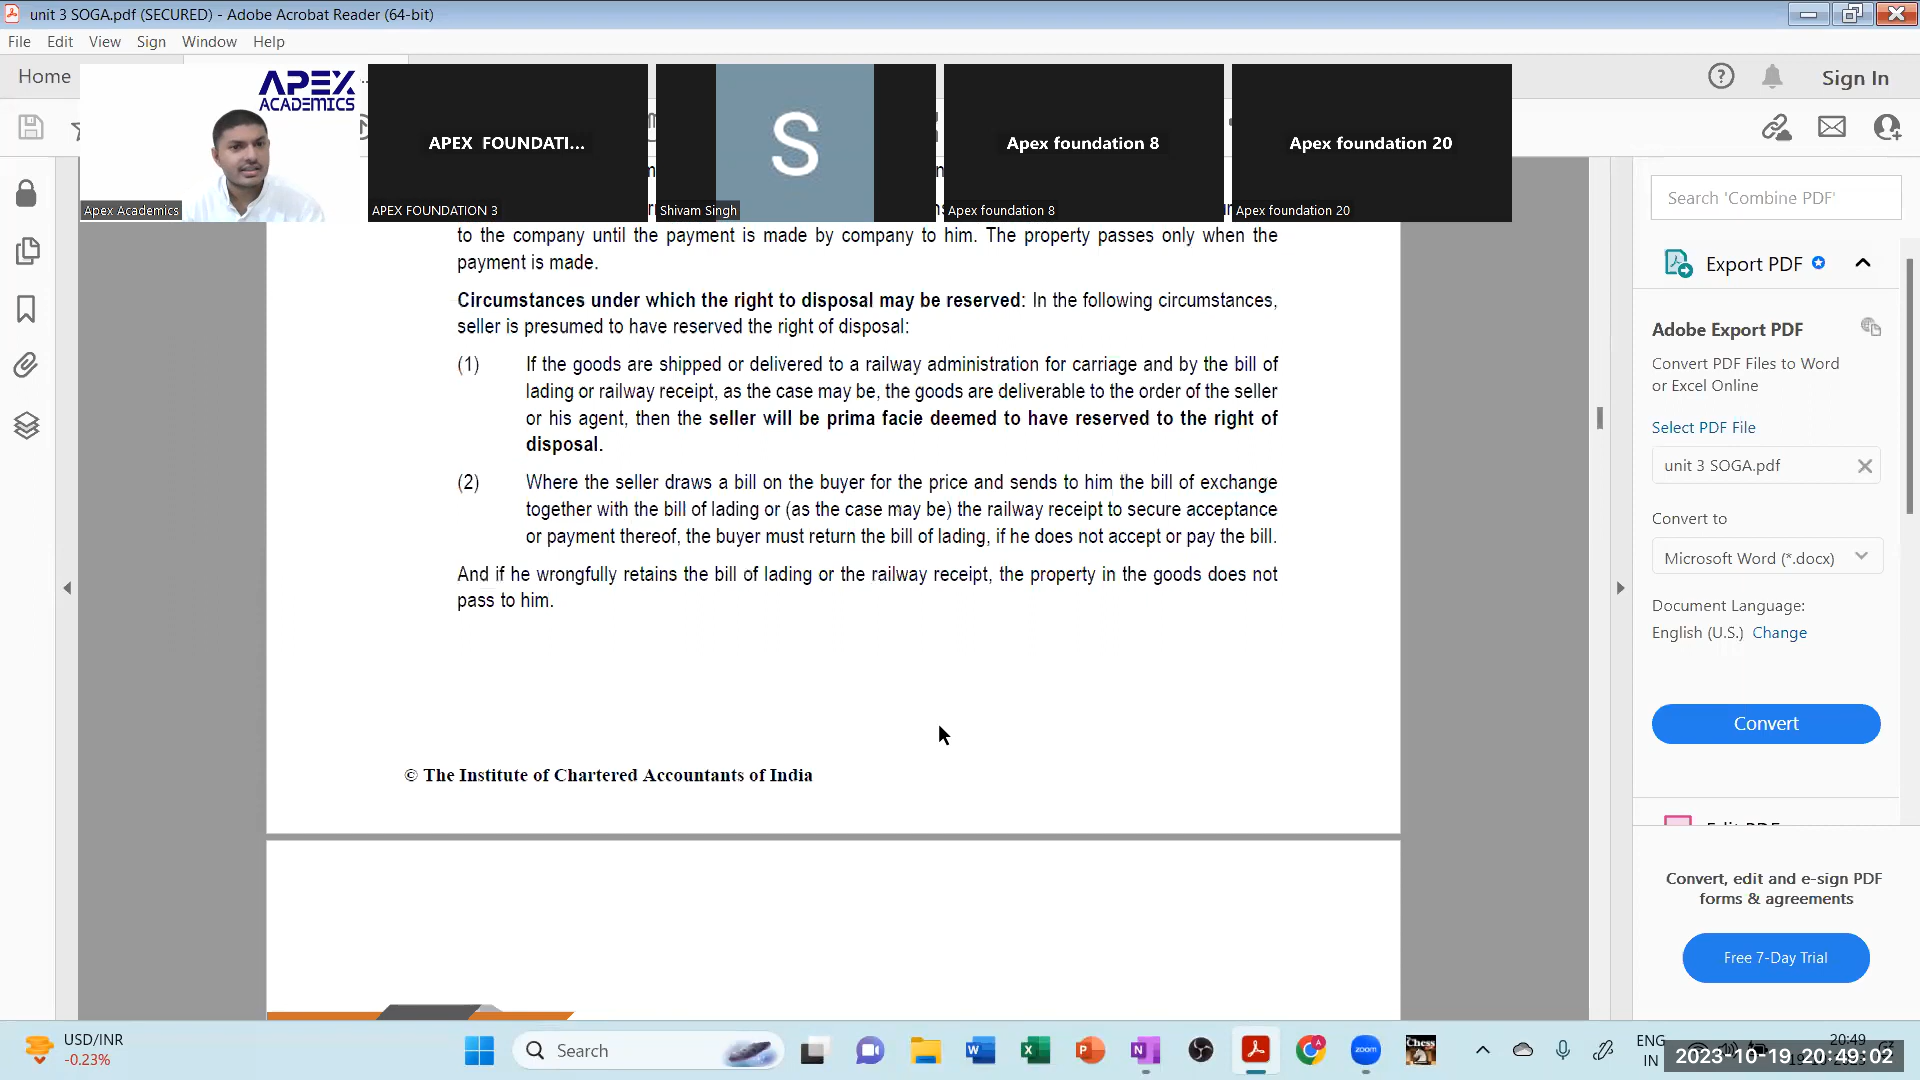 unit 3 SOGA.pdf (SECURED) - Adobe Acrobat Reader (64-bit)
File Edit View Sign Window Help
Home
Sign In
APEX
ACADEMICS
APEX FOUNDATI...
S
Apex foundation 8
Apex foundation 20
Apex Academics
APEX FOUNDATION 3
Shivam Singh
Apex foundation 8
Apex foundation 20
to the company until the payment is made by company to him. The property passes only when the
payment is made.
Circumstances under which the right to disposal may be reserved: In the following circumstances,
seller is presumed to have reserved the right of disposal:
(1) If the goods are shipped or delivered to a railway administration for carriage and by the bill of
lading or railway receipt, as the case may be, the goods are deliverable to the order of the seller
or his agent, then the seller will be prima facie deemed to have reserved to the right of
disposal.
(2) Where the seller draws a bill on the buyer for the price and sends to him the bill of exchange
together with the bill of lading or (as the case may be) the railway receipt to secure acceptance
or payment thereof, the buyer must return the bill of lading, if he does not accept or pay the bill.
And if he wrongfully retains the bill of lading or the railway receipt, the property in the goods does not
pass to him.
© The Institute of Chartered Accountants of India
Search 'Combine PDF'
Export PDF
Adobe Export PDF
Convert PDF Files to Word
or Excel Online
Select PDF File
unit 3 SOGA.pdf
Convert to
Microsoft Word (*.docx)
Document Language:
English (U.S.) Change
Convert
Convert, edit and e-sign PDF
forms & agreements
Free 7-Day Trial
USD/INR
-0.23%
Search
zoom
Chess
ENG
IN
20:49
2023-10-19 20:49:02